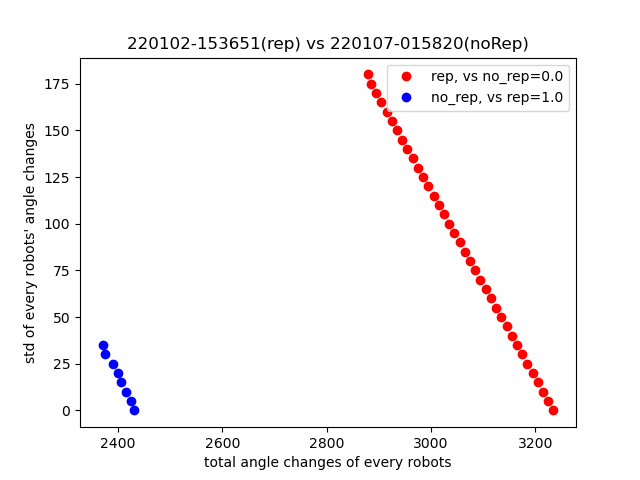 220102-153651(rep) vs 220107-015820(noRep)
rep, vs no_rep=0.0
no_rep, vs rep=1.0
175
150
125
100
75
50
25
0
std of every robots' angle changes
2400
2600
2800
3000
3200
total angle changes of every robots